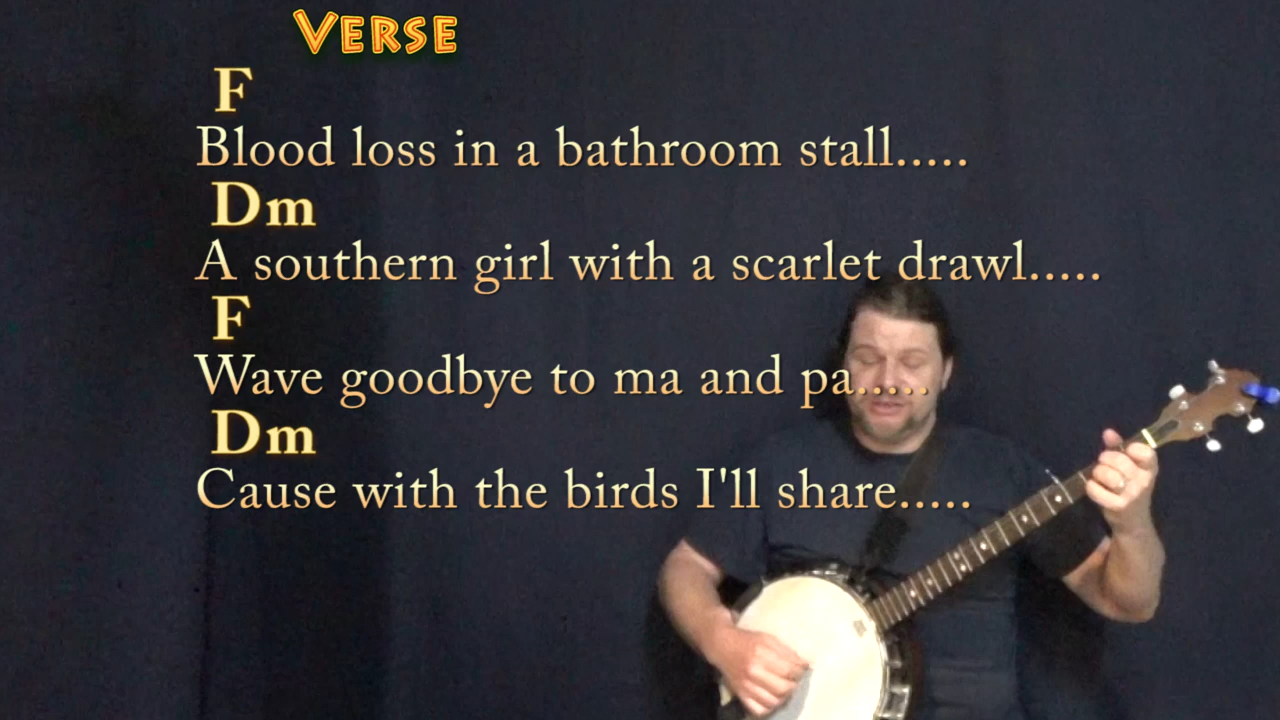 VERSE
F
Blood loss in a bathroom stall.....
Dm
A southern girl with a scarlet drawl.....
F
Wave goodbye to ma and pa.....
Dm
Cause with the birds I'll share.....